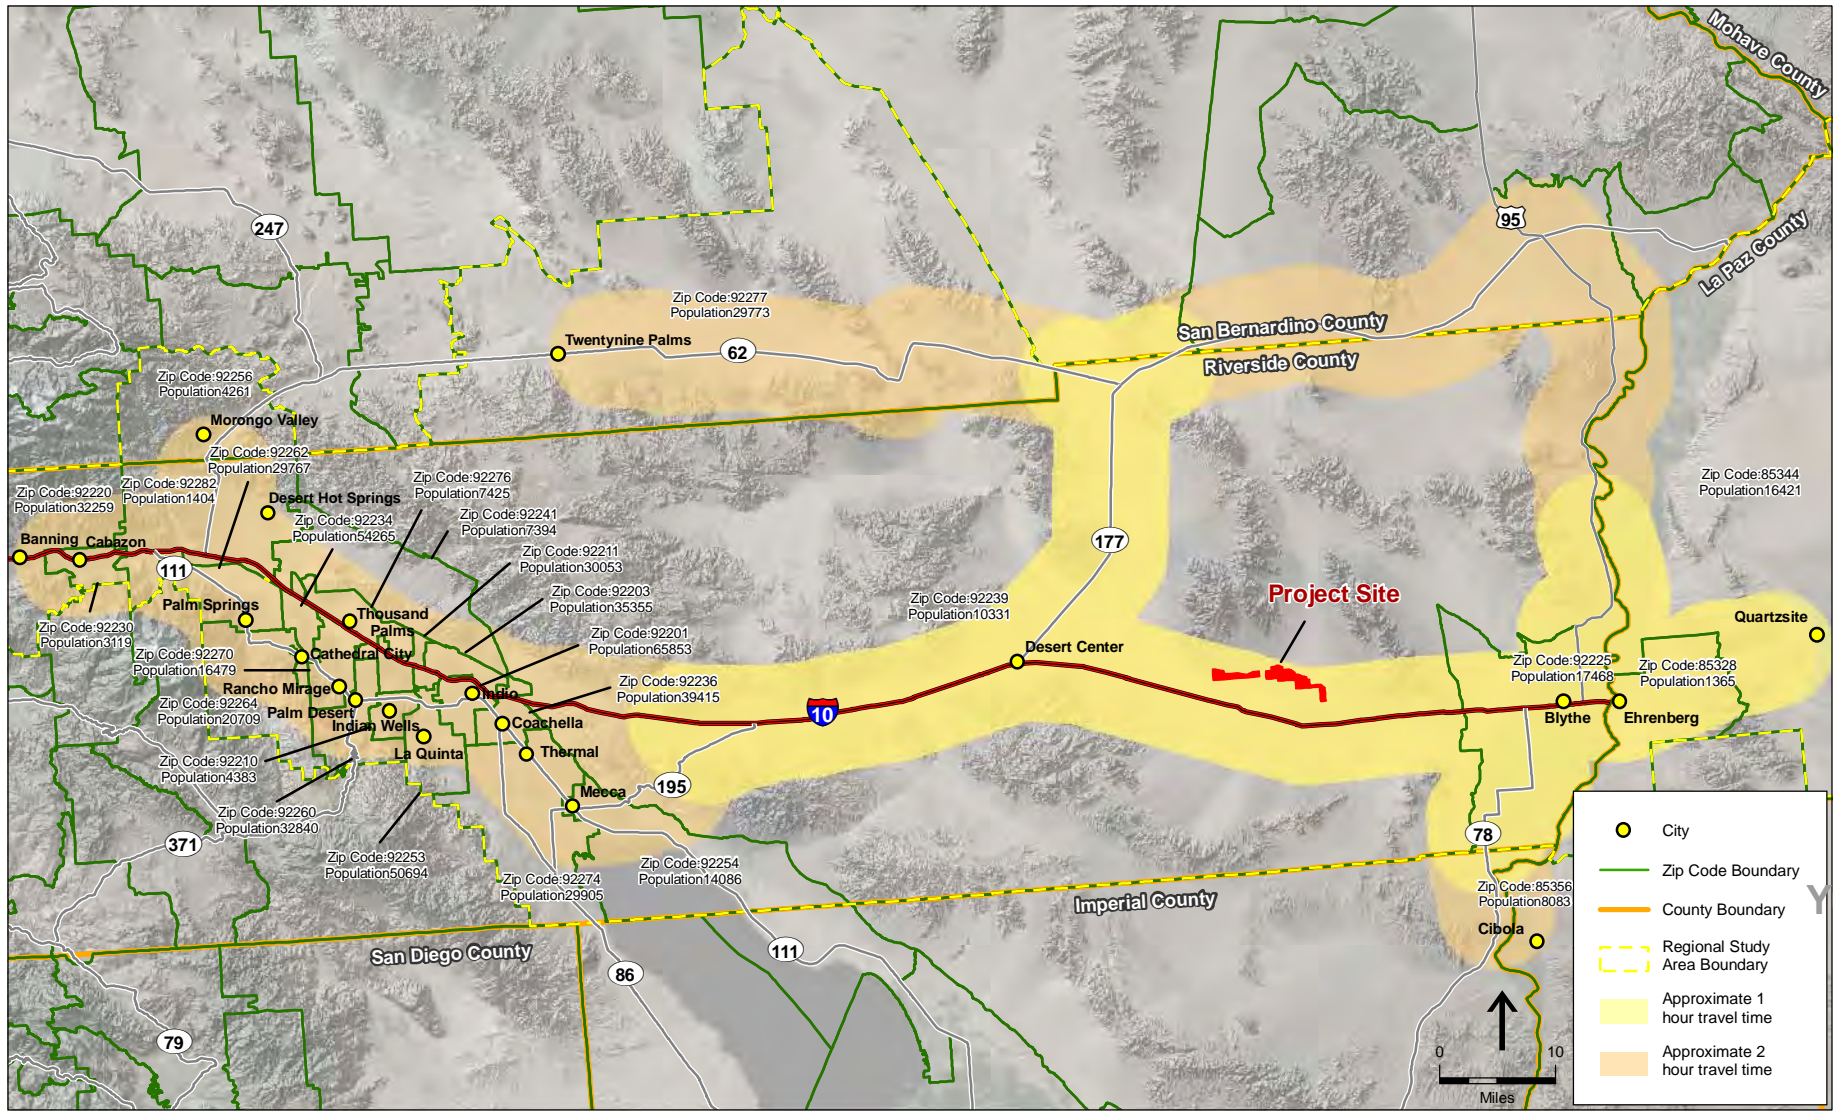 Mohave County
La Paz County
95
247
Zip Code:92277
Population29773
Twentynine Palms
62
San Bernardino County
Riverside County
Zip Code:92256
Population4261
Morongo Valley
Zip Code:92262
Population29767
Zip Code:92282
Population1404
Zip Code:92220
Population32259
Zip Code:92276
Population7425
Desert Hot Springs
Zip Code:92234
Population54265
Zip Code:92241
Population7394
Zip Code:85344
Population16421
Banning
Cabazon
111
177
Zip Code:92211
Population30053
Zip Code:92203
Population35355
Zip Code:92239
Population10331
Project Site
Palm Springs
Thousand
Palms
Quartzsite
Zip Code:92230
Population3119
Zip Code:92201
Population65853
Zip Code:92270
Population16479
Cathedral City
Desert Center
Zip Code:92225
Population17468
Zip Code:85328
Population1365
Rancho Mirage
Indio
Zip Code:92236
Population39415
Zip Code:92264
Population20709
Palm Desert
Indian Wells
Coachella
10
Blythe
Ehrenberg
La Quinta
Thermal
Zip Code:92210
Population4383
195
Mecca
Zip Code:92260
Population32840
371
78
Zip Code:92253
Population50694
Zip Code:92254
Population14086
Zip Code:92274
Population29905
Imperial County
Zip Code:85356
Population8083
Cibola
San Diego County
111
86
79
0 10
Miles
City
Zip Code Boundary
County Boundary
Regional Study
Area Boundary
Approximate 1
hour travel time
Approximate 2
hour travel time
Y